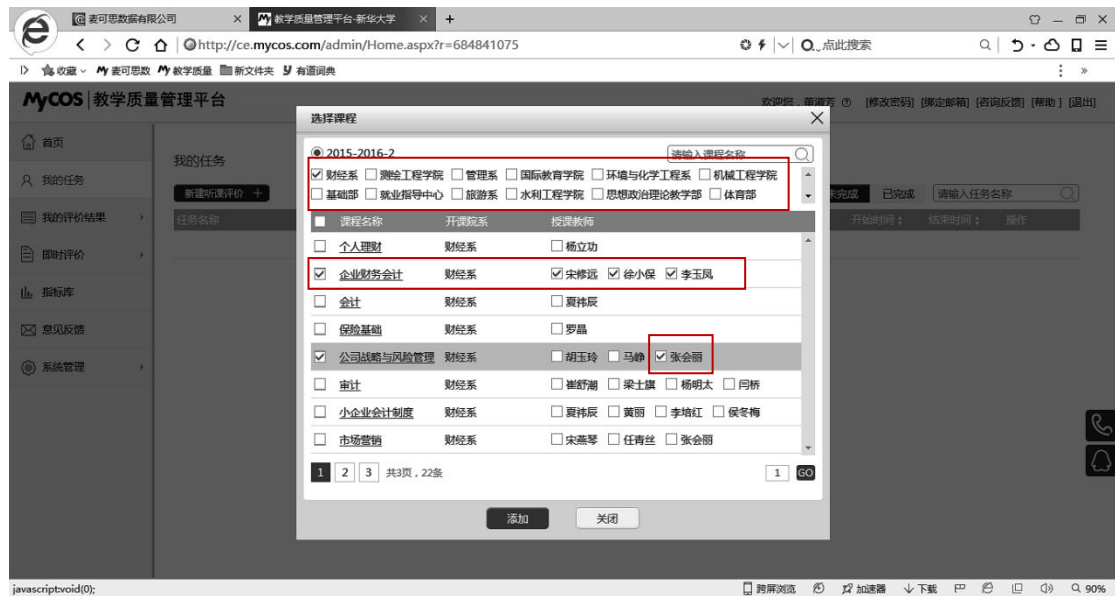 麦可思数据有限公司 × 教学质量管理平台-新华大学 × +
http://ce.mycos.com/admin/Home.aspx?r=684841075 点此搜索
收藏 麦可思数 教学质量 新文件夹 有道词典
MyCOS 教学质量管理平台 欢迎您, [修改密码] [绑定邮箱] [咨询反馈] [帮助] [退出]
选择课程
首页
2015-2016-2 请输入课程名称
我的任务
财经系 测绘工程学院 管理系 国际教育学院 环境与化学工程系 机械工程学院
我的任务
新建听课评价 + 基础部 就业指导中心 旅游系 水利工程学院 思想政治理论教学部 体育部 未完成 已完成 请输入任务名称
我的评价结果
任务名称 课程名称 开课院系 授课教师 开始时间 结束时间 操作
个人理财 财经系 杨立功
即时评价
企业财务会计 财经系 宋修远 徐小保 李玉凤
指标库
会计 财经系 夏祎辰
意见反馈
保险基础 财经系 罗晶
公司战略与风险管理 财经系 胡玉玲 马峥 张会丽
系统管理
审计 财经系 崔舒潮 梁士旗 杨明太 闫桥
小企业会计制度 财经系 夏祎辰 黄丽 李培红 侯冬梅
市场营销 财经系 宋燕琴 任青丝 张会丽
1 2 3 共3页,22条 1 GO
添加 关闭
javascript:void(0); 跨屏浏览 加速器 下载 90%